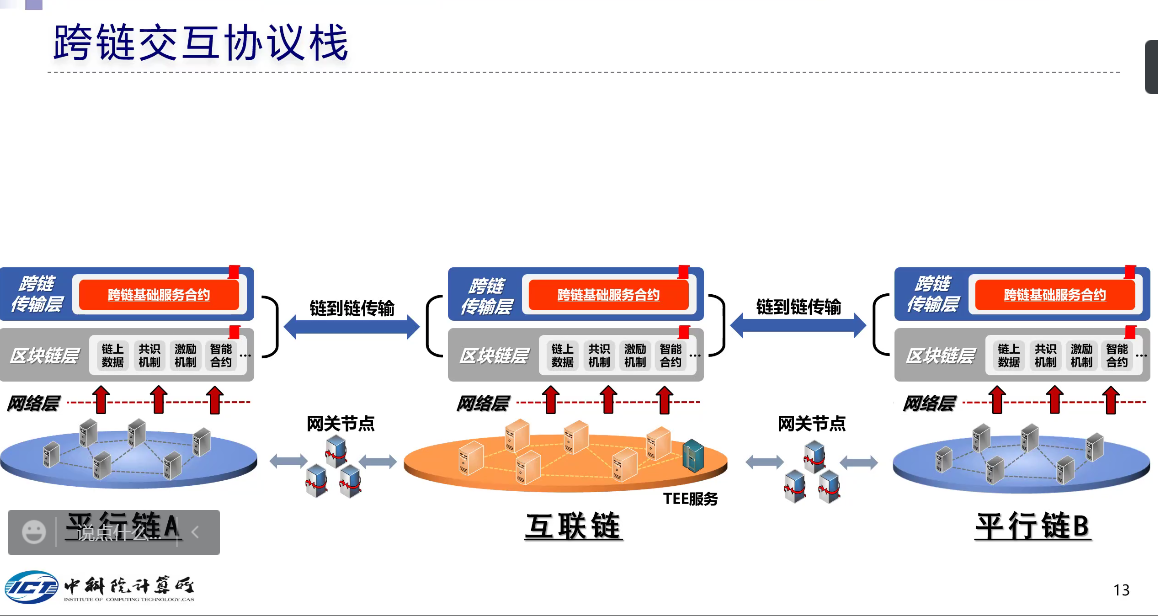 跨链交互协议栈
跨链
传输层
跨链基础服务合约
链到链传输
跨链
传输层
跨链基础服务合约
链到链传输
跨链
传输层
跨链基础服务合约
区块链层
链上
数据
共识
机制
激励
机制
智能
合约
...
区块链层
链上
数据
共识
机制
激励
机制
智能
合约
...
区块链层
链上
数据
共识
机制
激励
机制
智能
合约
...
网络层
网络层
网络层
网关节点
网关节点
TEE服务
平行链A
说点什么...
互联链
平行链B
ICT 中科院计算所
INSTITUTE OF COMPUTING TECHNOLOGY,CAS
13